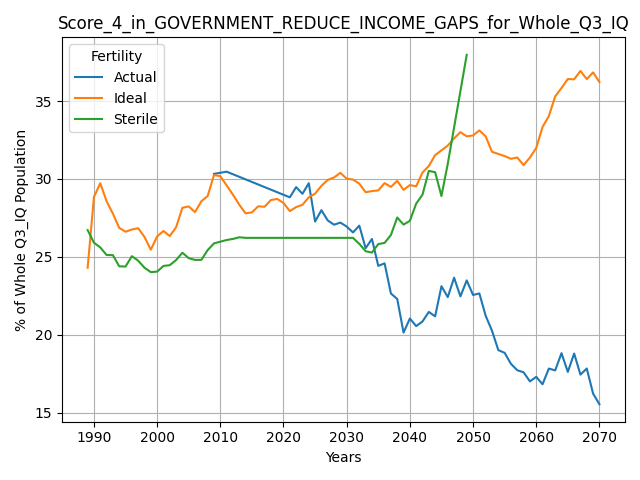 Score_4_in_GOVERNMENT_REDUCE_INCOME_GAPS_for_Whole_Q3_IQ
Fertility
Actual
Ideal
Sterile
% of Whole Q3_IQ Population
35
30
25
20
15
1990 2000 2010 2020 2030 2040 2050 2060 2070
Years